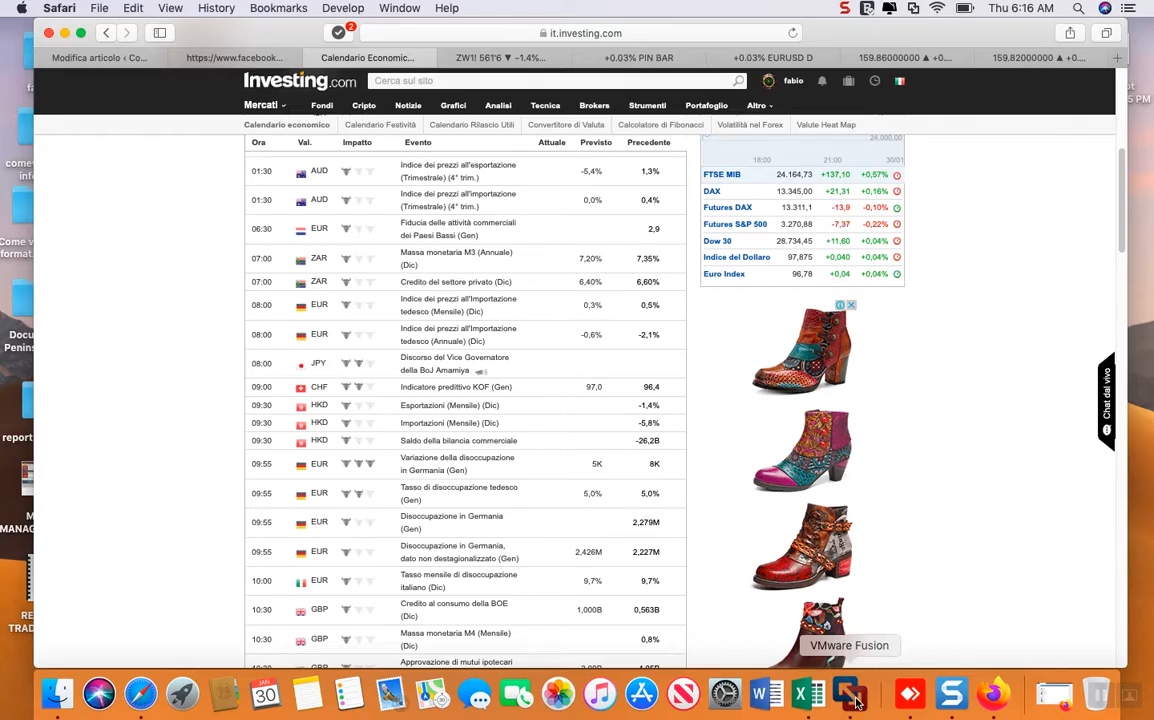 Safari File Edit View History Bookmarks Develop Window Help Thu 6:16 AM
2 it.investing.com
Modifica articolo ‹ Co... https://www.facebook... Calendario Economic... ZW1! 561'6 ▼ −1.4%... +0.03% PIN BAR +0.03% EURUSD D 159.86000000 ▲ +0.... 159.82000000 ▲ +0....
Investing.com Cerca sul sito fabio
Mercati Fondi Cripto Notizie Grafici Analisi Tecnica Brokers Strumenti Portafoglio Altro
Calendario economico Calendario Festività Calendario Rilascio Utili Convertitore di Valuta Calcolatore di Fibonacci Volatilità nel Forex Valute Heat Map
Ora Val. Impatto Evento Attuale Previsto Precedente
01:30 AUD Indice dei prezzi all'esportazione (Trimestrale) (4° trim.) -5,4% 1,3%
01:30 AUD Indice dei prezzi all'importazione (Trimestrale) (4° trim.) 0,0% 0,4%
06:30 EUR Fiducia delle attività commerciali dei Paesi Bassi (Gen) 2,9
07:00 ZAR Massa monetaria M3 (Annuale) (Dic) 7,20% 7,35%
07:00 ZAR Credito del settore privato (Dic) 6,40% 6,60%
08:00 EUR Indice dei prezzi all'Importazione tedesco (Mensile) (Dic) 0,3% 0,5%
08:00 EUR Indice dei prezzi all'Importazione tedesco (Annuale) (Dic) -0,6% -2,1%
08:00 JPY Discorso del Vice Governatore della BoJ Amamiya
09:00 CHF Indicatore predittivo KOF (Gen) 97,0 96,4
09:30 HKD Esportazioni (Mensile) (Dic) -1,4%
09:30 HKD Importazioni (Mensile) (Dic) -5,8%
09:30 HKD Saldo della bilancia commerciale -26,2B
09:55 EUR Variazione della disoccupazione in Germania (Gen) 5K 8K
09:55 EUR Tasso di disoccupazione tedesco (Gen) 5,0% 5,0%
09:55 EUR Disoccupazione in Germania (Gen) 2,279M
09:55 EUR Disoccupazione in Germania, dato non destagionalizzato (Gen) 2,426M 2,227M
10:00 EUR Tasso mensile di disoccupazione italiano (Dic) 9,7% 9,7%
10:30 GBP Credito al consumo della BOE (Dic) 1,000B 0,563B
10:30 GBP Massa monetaria M4 (Mensile) (Dic) 0,8%
Approvazione di mutui ipotecari
24.000,00
18:00 21:00 30/01
FTSE MIB 24.164,73 +137,10 +0,57%
DAX 13.345,00 +21,31 +0,16%
Futures DAX 13.311,1 -13,9 -0,10%
Futures S&P 500 3.270,88 -7,37 -0,22%
Dow 30 28.734,45 +11,60 +0,04%
Indice del Dollaro 97,875 +0,040 +0,04%
Euro Index 96,78 +0,04 +0,04%
Chat dal vivo
VMware Fusion
JAN
30